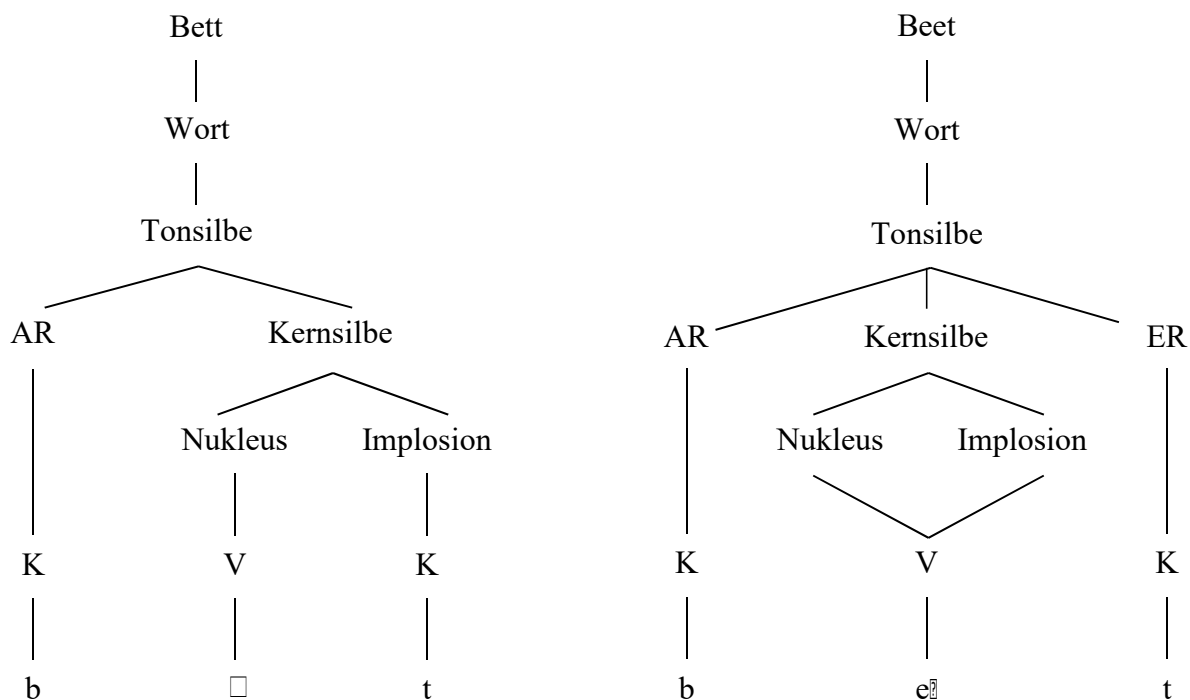 Bett Beet
Wort Wort
Tonsilbe Tonsilbe
AR Kernsilbe AR Kernsilbe ER
Nukleus Implosion Nukleus Implosion
K V K K V K
b t b e t